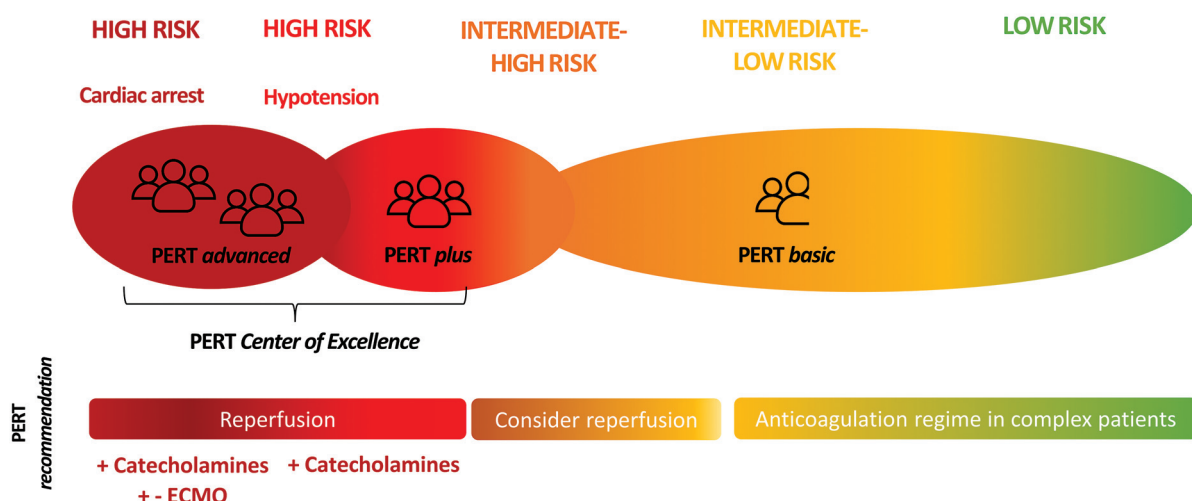 HIGH RISK
HIGH RISK
INTERMEDIATE-
HIGH RISK
INTERMEDIATE-
LOW RISK
LOW RISK
Cardiac arrest
Hypotension
PERT advanced
PERT plus
PERT basic
PERT Center of Excellence
PERT
recommendation
Reperfusion
Consider reperfusion
Anticoagulation regime in complex patients
+ Catecholamines
+ - ECMO
+ Catecholamines